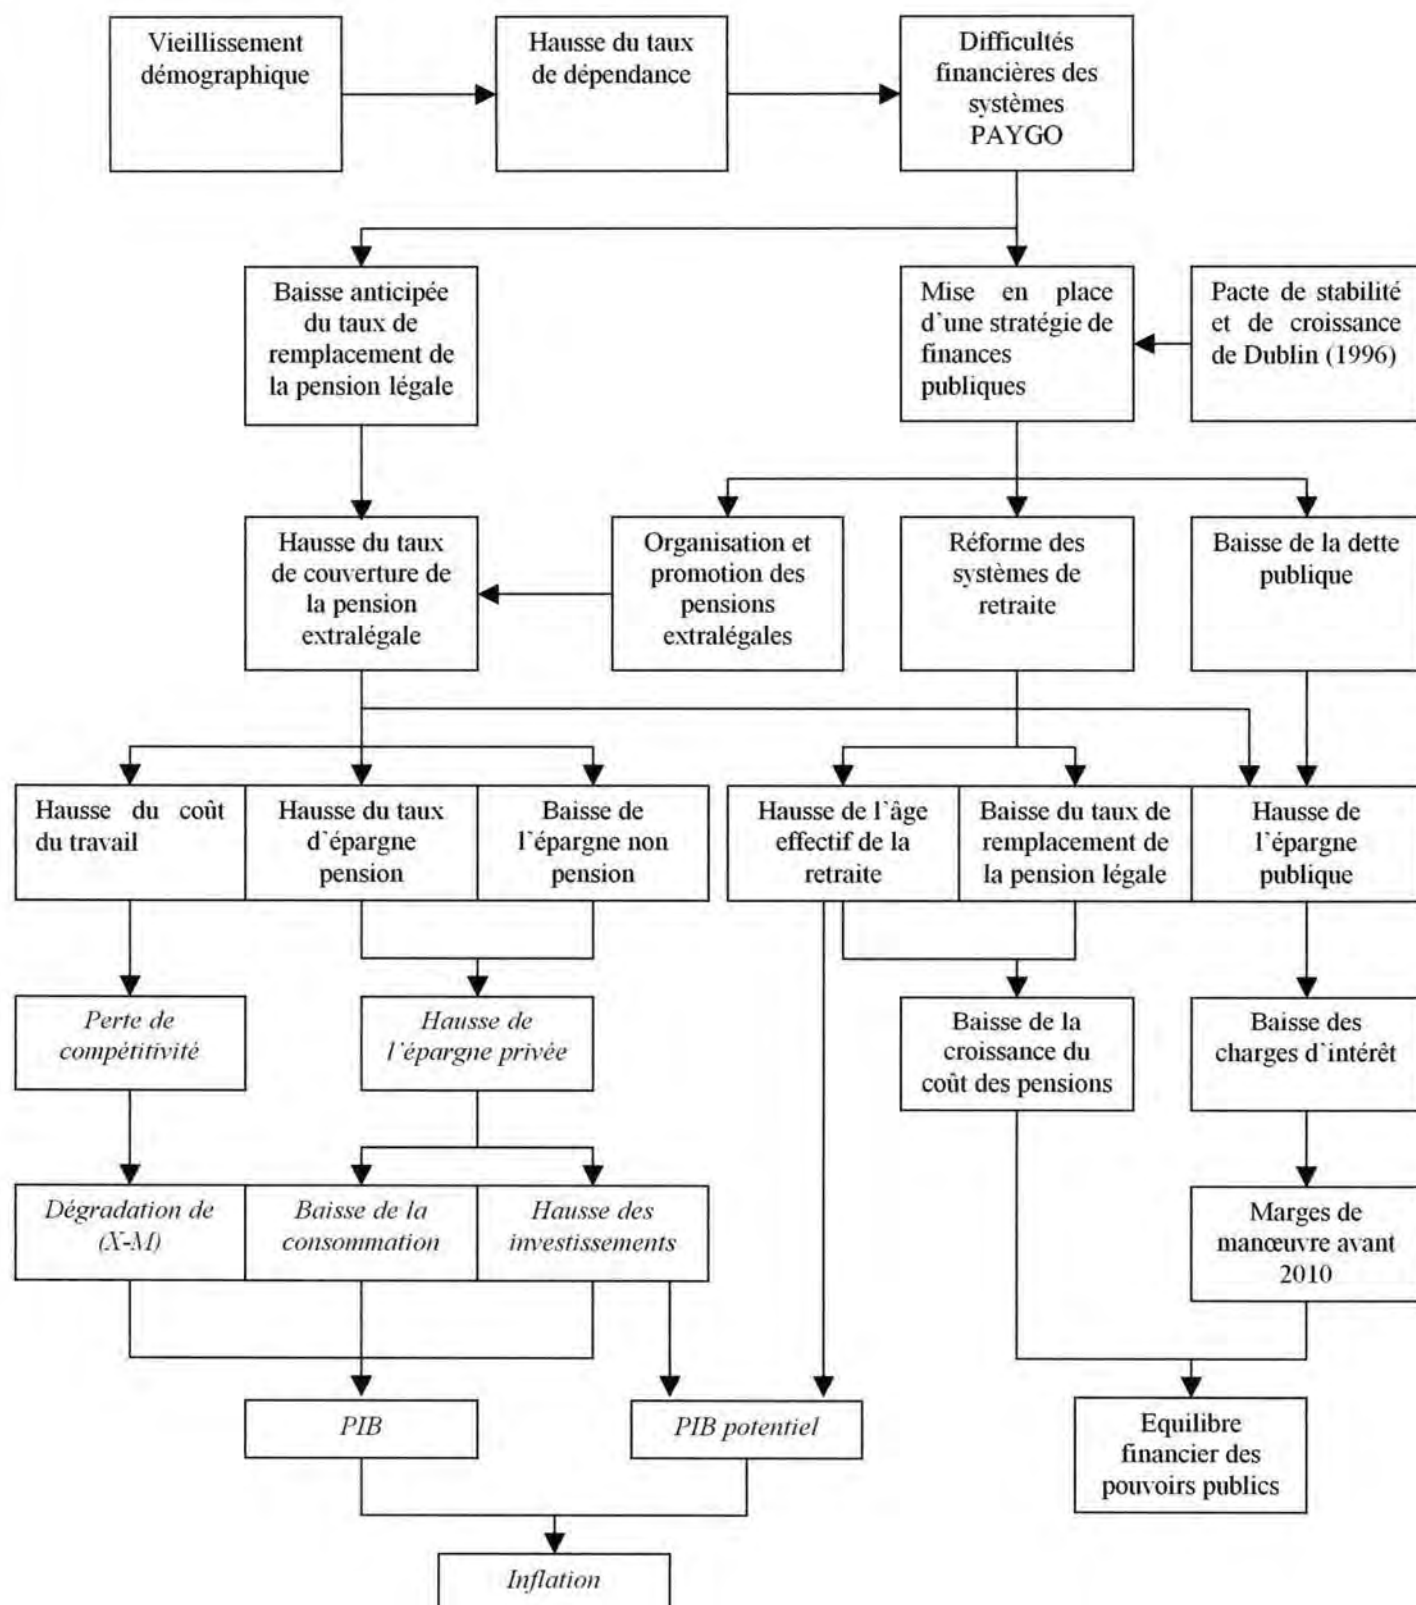 Vieillissement
démographique
Hausse du taux
de dépendance
Difficultés
financières des
systèmes
PAYGO
Baisse anticipée
du taux de
remplacement de
la pension légale
Mise en place
d'une stratégie de
finances
publiques
Pacte de stabilité
et de croissance
de Dublin (1996)
Hausse du taux
de couverture de
la pension
extralégale
Organisation et
promotion des
pensions
extralégales
Réforme des
systèmes de
retraite
Baisse de la dette
publique
Hausse du coût
du travail
Hausse du taux
d'épargne
pension
Baisse de
l'épargne non
pension
Hausse de l'âge
effectif de la
retraite
Baisse du taux de
remplacement de
la pension légale
Hausse de
l'épargne
publique
Perte de
compétitivité
Hausse de
l'épargne privée
Baisse de la
croissance du
coût des pensions
Baisse des
charges d'intérêt
Dégradation de
(X-M)
Baisse de la
consommation
Hausse des
investissements
Marges de
manœuvre avant
2010
PIB
PIB potentiel
Equilibre
financier des
pouvoirs publics
Inflation